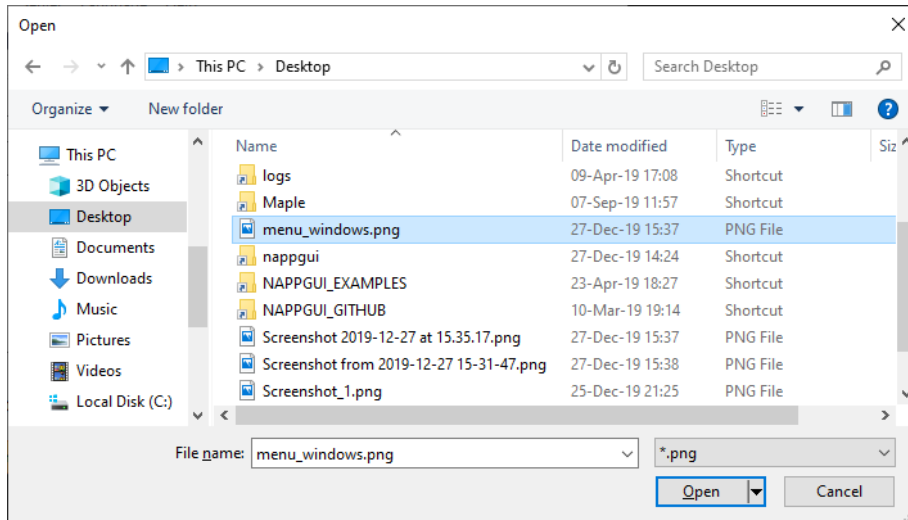 Open
This PC > Desktop
Search Desktop
Organize
New folder
Name
Date modified
Type
Siz
This PC
3D Objects
Desktop
Documents
Downloads
Music
Pictures
Videos
Local Disk (C:)
logs 09-Apr-19 17:08 Shortcut
Maple 07-Sep-19 11:57 Shortcut
menu_windows.png 27-Dec-19 15:37 PNG File
nappgui 27-Dec-19 14:24 Shortcut
NAPPGUI_EXAMPLES 23-Apr-19 18:27 Shortcut
NAPPGUI_GITHUB 10-Mar-19 19:14 Shortcut
Screenshot 2019-12-27 at 15.35.17.png 27-Dec-19 15:37 PNG File
Screenshot from 2019-12-27 15-31-47.png 27-Dec-19 15:38 PNG File
Screenshot_1.png 25-Dec-19 21:25 PNG File
File name: menu_windows.png
*.png
Open
Cancel